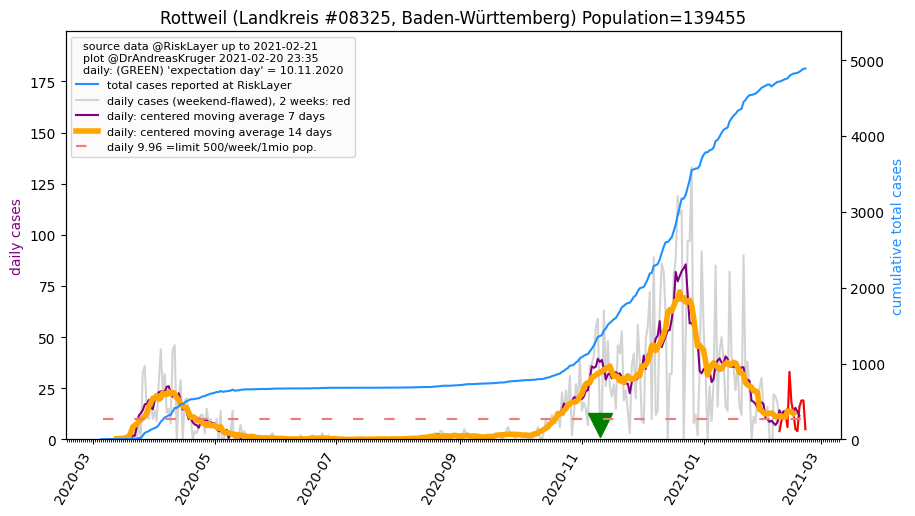 Rottweil (Landkreis #08325, Baden-Württemberg) Population=139455
source data @RiskLayer up to 2021-02-21
plot @DrAndreasKruger 2021-02-20 23:35
daily: (GREEN) 'expectation day' = 10.11.2020
total cases reported at RiskLayer
daily cases (weekend-flawed), 2 weeks: red
daily: centered moving average 7 days
daily: centered moving average 14 days
daily 9.96 =limit 500/week/1mio pop.
daily cases
175
150
125
100
75
50
25
0
cumulative total cases
5000
4000
3000
2000
1000
0
2020-03
2020-05
2020-07
2020-09
2020-11
2021-01
2021-03